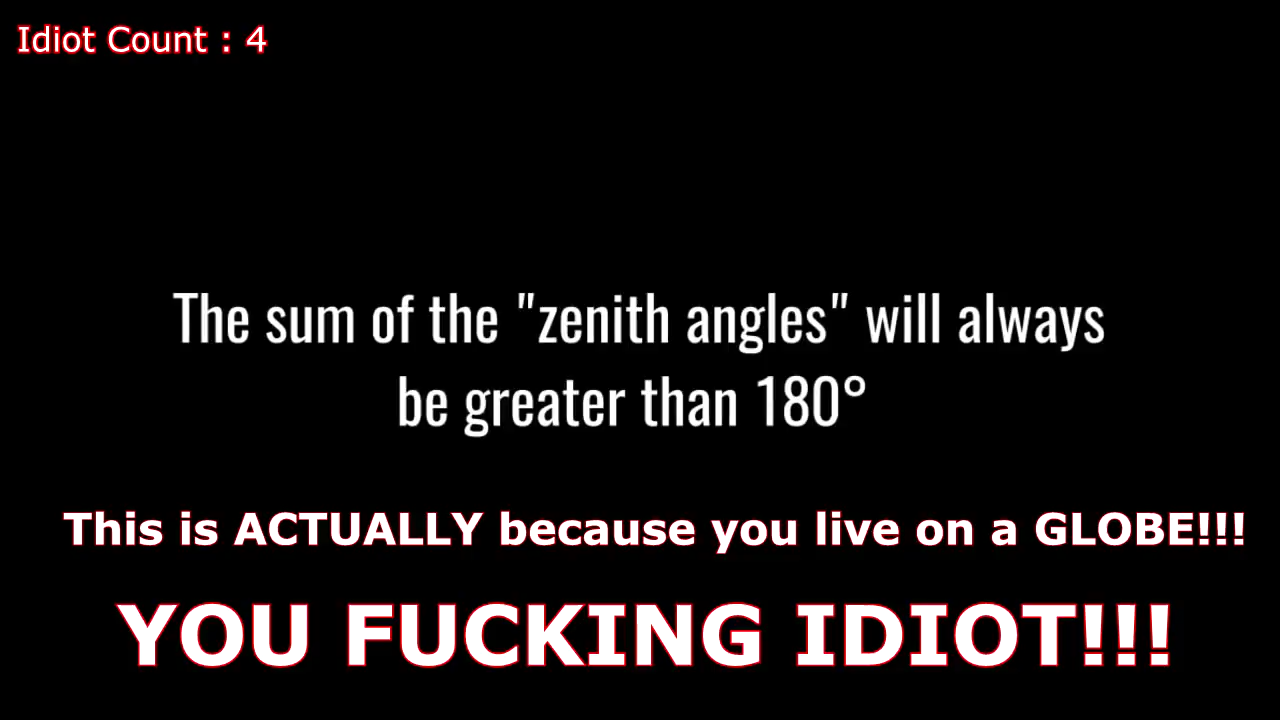 Idiot Count : 4
The sum of the "zenith angles" will always
be greater than 180°
This is ACTUALLY because you live on a GLOBE!!!
YOU FUCKING IDIOT!!!